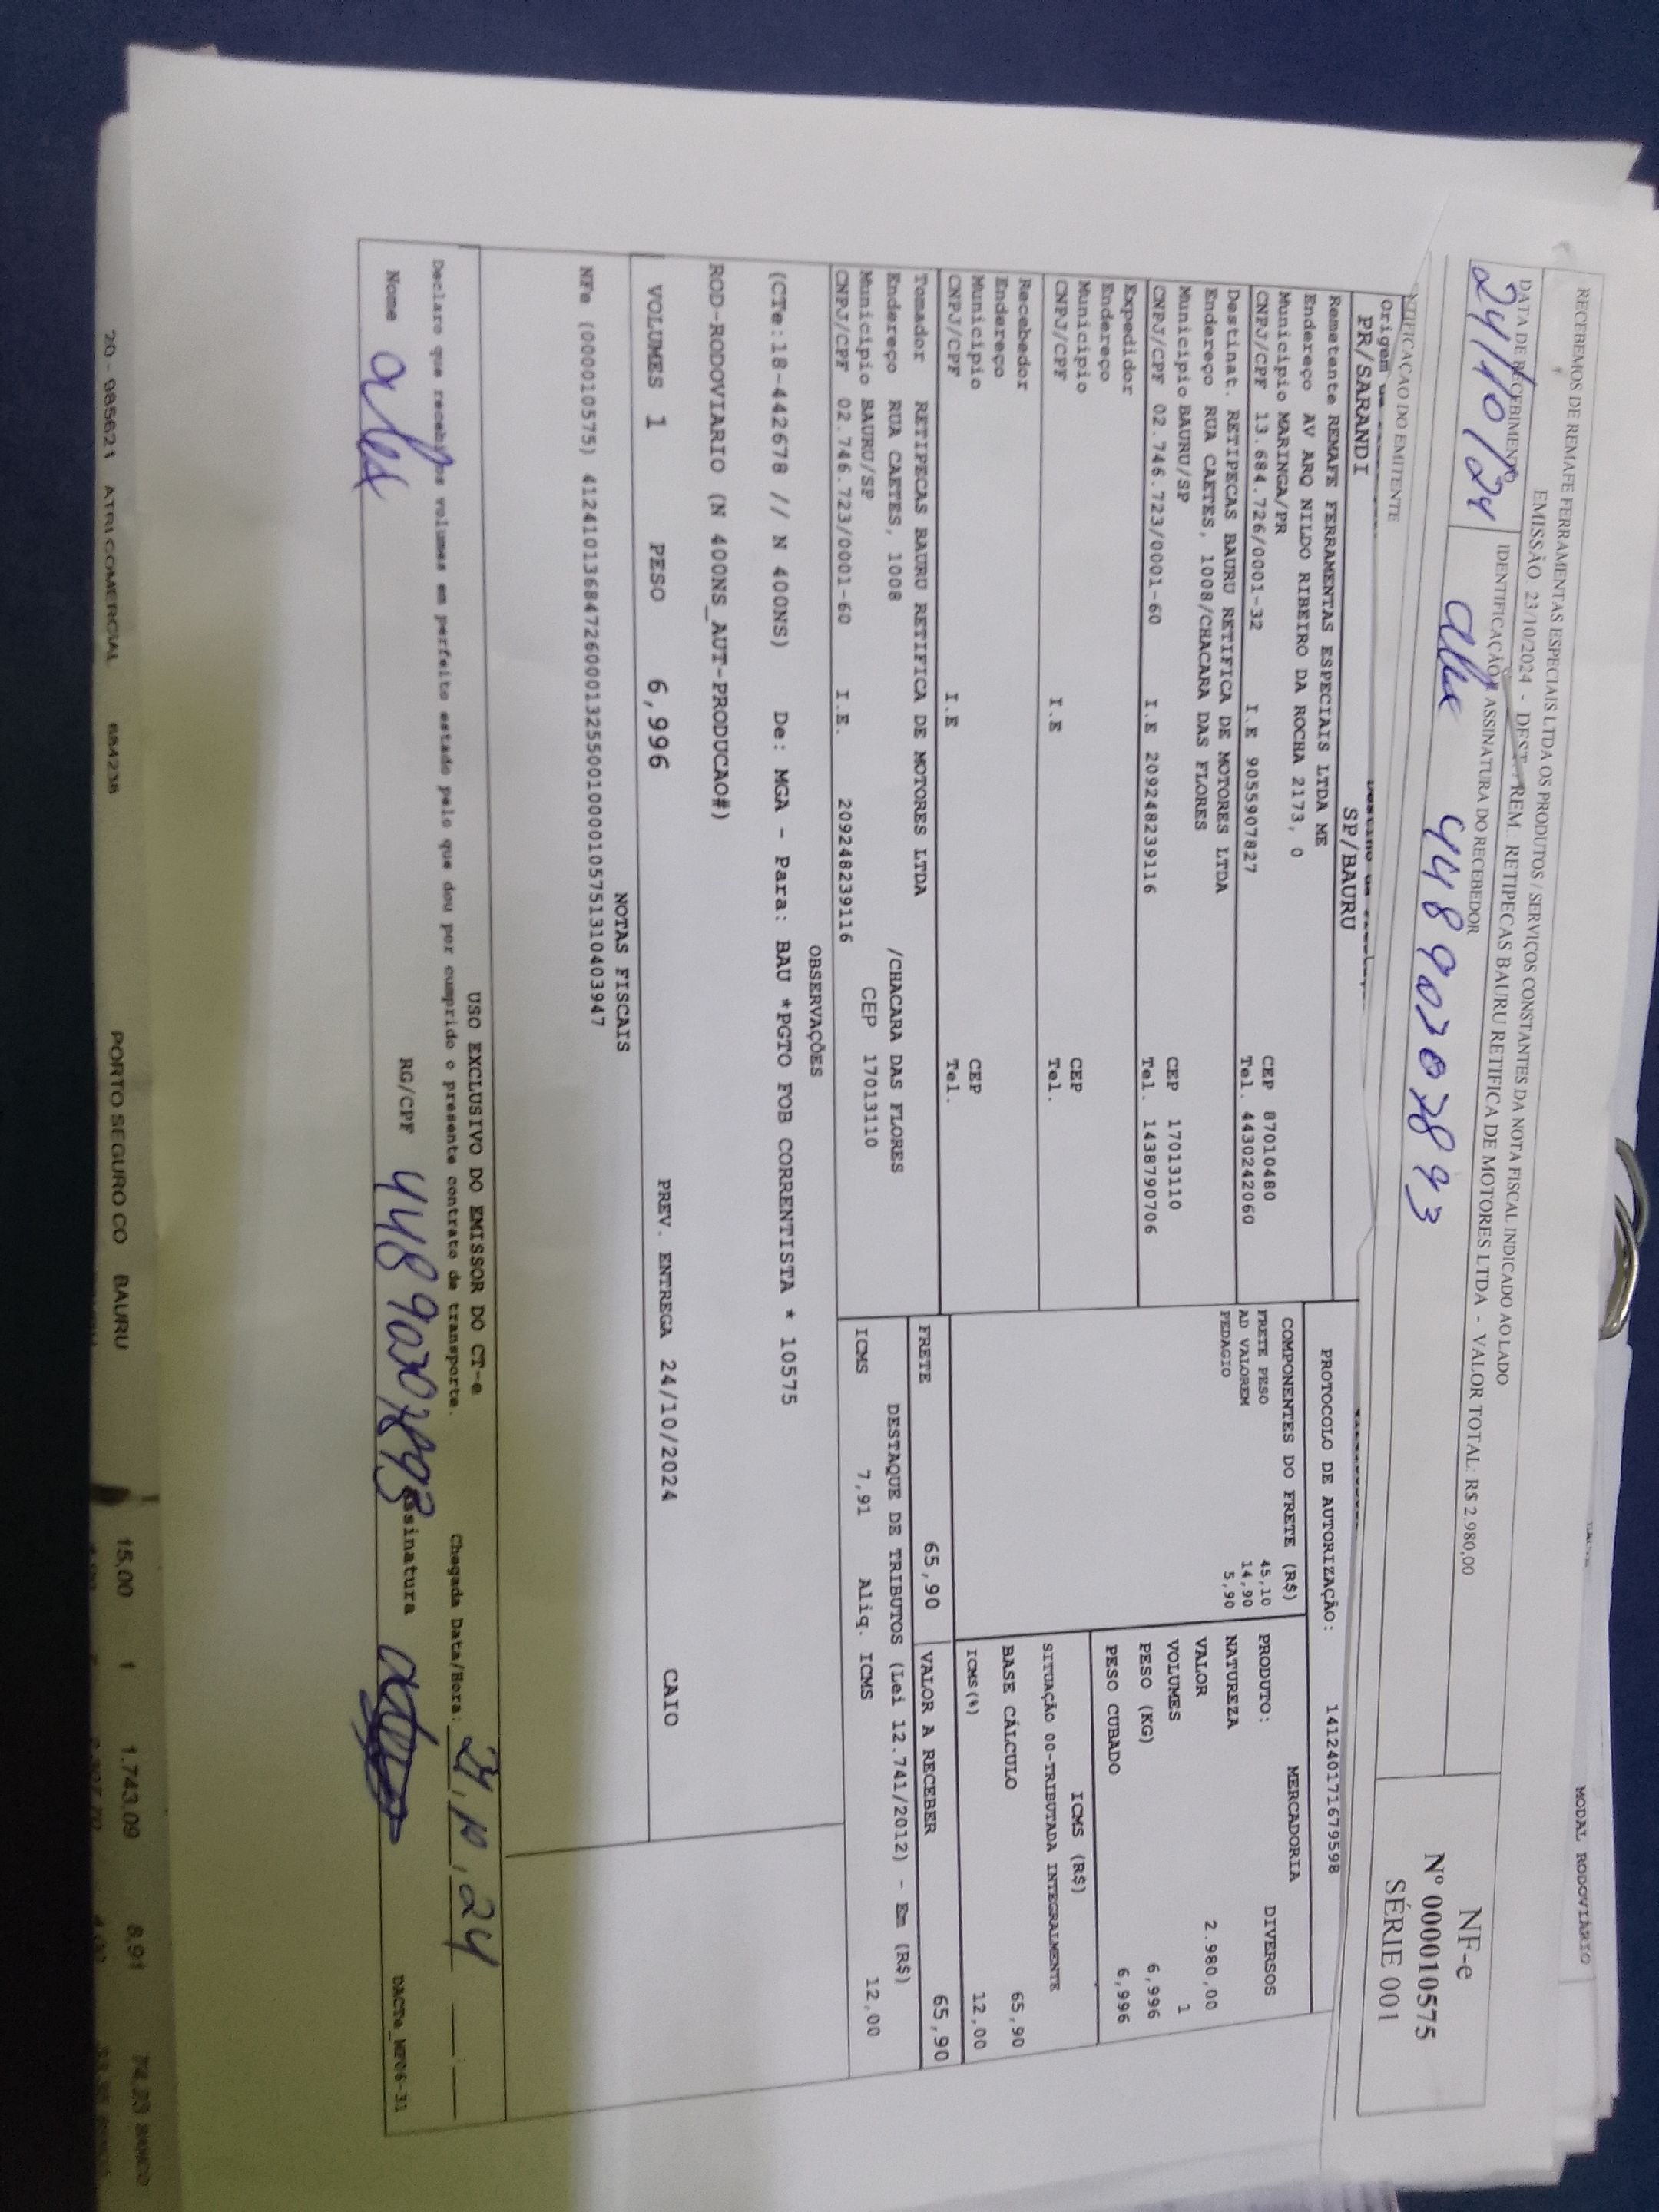 MODAL RODOVIÁRIO
RECEBEMOS DE REMAFE FERRAMENTAS ESPECIAIS LTDA OS PRODUTOS / SERVIÇOS CONSTANTES DA NOTA FISCAL INDICADO AO LADO
EMISSÃO: 23/10/2024 - DEST. / REM.: RETIPECAS BAURU RETIFICA DE MOTORES LTDA - VALOR TOTAL: R$ 2.980,00
DATA DE RECEBIMENTO
IDENTIFICAÇÃO E ASSINATURA DO RECEBEDOR
24/10/24
NF-e
Nº 000010575
SÉRIE 001
IDENTIFICACAO DO EMITENTE
Origem da
PR/SARANDI
SP/BAURU
PROTOCOLO DE AUTORIZAÇÃO: 141240171679598
Remetente REMAFE FERRAMENTAS ESPECIAIS LTDA ME
Endereço AV ARQ NILDO RIBEIRO DA ROCHA 2173, 0
Município MARINGA/PR CEP 87010480
CNPJ/CPF 13.684.726/0001-32 I.E 9055907827 Tel. 4430242060
Destinat. RETIPECAS BAURU RETIFICA DE MOTORES LTDA
Endereço RUA CAETES, 1008/CHACARA DAS FLORES
Município BAURU/SP CEP 17013110
CNPJ/CPF 02.746.723/0001-60 I.E 209248239116 Tel. 1438790706
Expedidor
Endereço
Município CEP
CNPJ/CPF I.E Tel.
Recebedor
Endereço
Município CEP
CNPJ/CPF I.E Tel.
Tomador RETIPECAS BAURU RETIFICA DE MOTORES LTDA
Endereço RUA CAETES, 1008 /CHACARA DAS FLORES
Município BAURU/SP CEP 17013110
CNPJ/CPF 02.746.723/0001-60 I.E. 209248239116
COMPONENTES DO FRETE (R$)
FRETE PESO 45,10
AD VALOREM 14,90
PEDAGIO 5,90
MERCADORIA
PRODUTO: DIVERSOS
NATUREZA
VALOR 2.980,00
VOLUMES 1
PESO (KG) 6,996
PESO CUBADO 6,996
ICMS (R$)
SITUAÇÃO 00-TRIBUTADA INTEGRALMENTE
BASE CÁLCULO 65,90
ICMS(%) 12,00
FRETE 65,90
VALOR A RECEBER 65,90
DESTAQUE DE TRIBUTOS (Lei 12.741/2012) - Em (R$)
ICMS 7,91 Aliq. ICMS 12,00
OBSERVAÇÕES
(CTe:18-442678 // N 400NS) De: MGA - Para: BAU *PGTO FOB CORRENTISTA * 10575
ROD-RODOVIARIO (N 400NS_AUT-PRODUCAO#)
VOLUMES 1 PESO 6,996 PREV. ENTREGA 24/10/2024 CAIO
NOTAS FISCAIS
NFe (000010575) 41241013684726000132550010000105751310403947
USO EXCLUSIVO DO EMISSOR DO CT-e
Declaro que recebi os volumes em perfeito estado pelo que dou por cumprido o presente contrato de transporte. Chegada Data/Hora: 24, 10, 24
Nome Alex RG/CPF Assinatura
DACTe_MF06-31
20 - 985621 ATRI COMERCIAL 684238 PORTO SEGURO CO BAURU 15,00 1 1.743,09 8,91